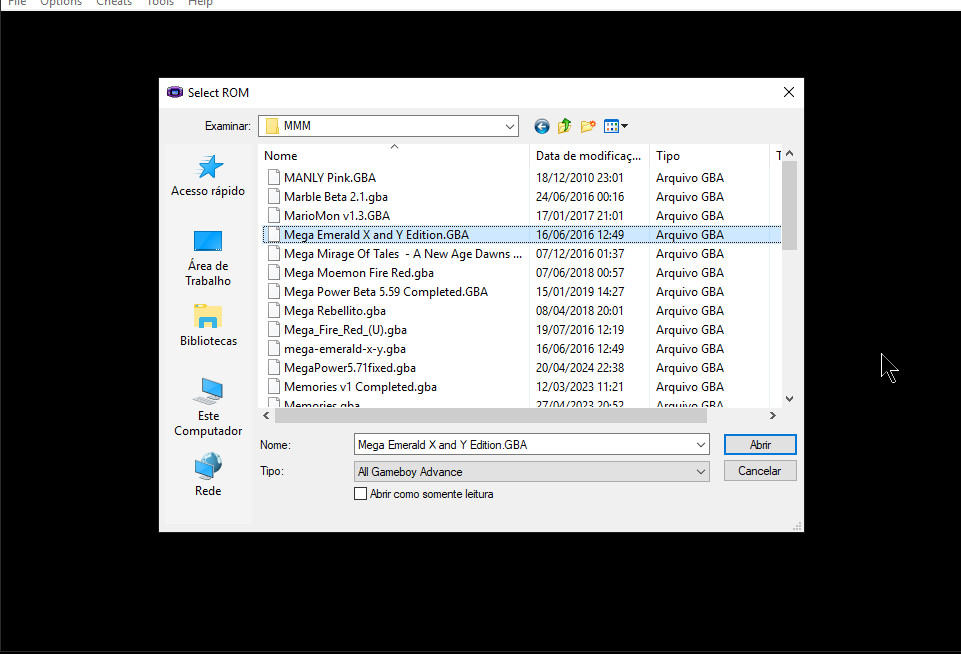 File Options Cheats Tools Help
Select ROM
Examinar: MMM
Nome Data de modificaç... Tipo T
MANLY Pink.GBA 18/12/2010 23:01 Arquivo GBA
Marble Beta 2.1.gba 24/06/2016 00:16 Arquivo GBA
MarioMon v1.3.GBA 17/01/2017 21:01 Arquivo GBA
Mega Emerald X and Y Edition.GBA 16/06/2016 12:49 Arquivo GBA
Mega Mirage Of Tales - A New Age Dawns ... 07/12/2016 01:37 Arquivo GBA
Mega Moemon Fire Red.gba 07/06/2018 00:57 Arquivo GBA
Mega Power Beta 5.59 Completed.GBA 15/01/2019 14:27 Arquivo GBA
Mega Rebellito.gba 08/04/2018 20:01 Arquivo GBA
Mega_Fire_Red_(U).gba 19/07/2016 12:19 Arquivo GBA
mega-emerald-x-y.gba 16/06/2016 12:49 Arquivo GBA
MegaPower5.71fixed.gba 20/04/2024 22:38 Arquivo GBA
Memories v1 Completed.gba 12/03/2023 11:21 Arquivo GBA
Memories.gba 27/04/2023 20:52 Arquivo GBA
Acesso rápido
Área de
Trabalho
Bibliotecas
Este
Computador
Rede
Nome: Mega Emerald X and Y Edition.GBA Abrir
Tipo: All Gameboy Advance Cancelar
Abrir como somente leitura